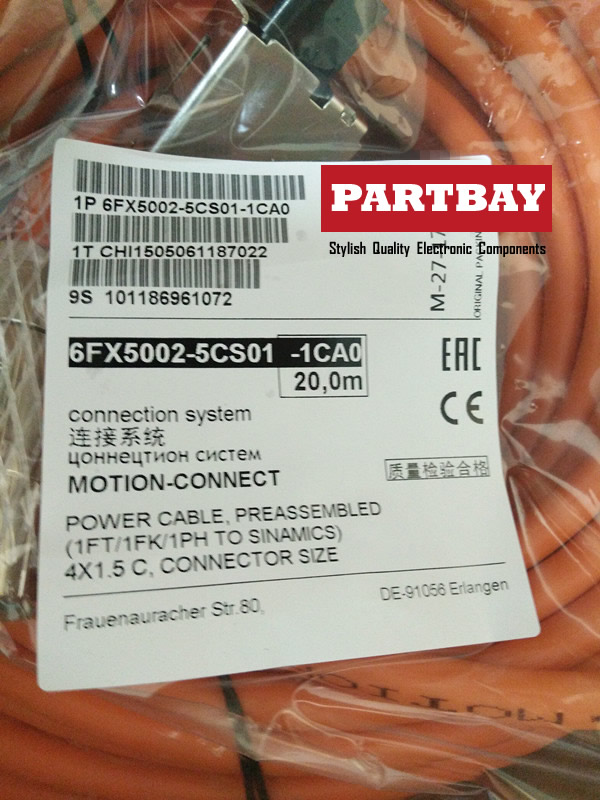 1P 6FX5002-5CS01-1CA0
1T CHI1505061187022
9S 101186961072
PARTBAY
Stylish Quality Electronic Components
M-27-
ORIGINAL
6FX5002-5CS01 -1CA0
20,0m
EAC
CE
connection system
连接系统
цоннецтион систем
MOTION-CONNECT
质量检验合格
POWER CABLE, PREASSEMBLED
(1FT/1FK/1PH TO SINAMICS)
4X1.5 C, CONNECTOR SIZE
Frauenauracher Str.80,
DE-91056 Erlangen